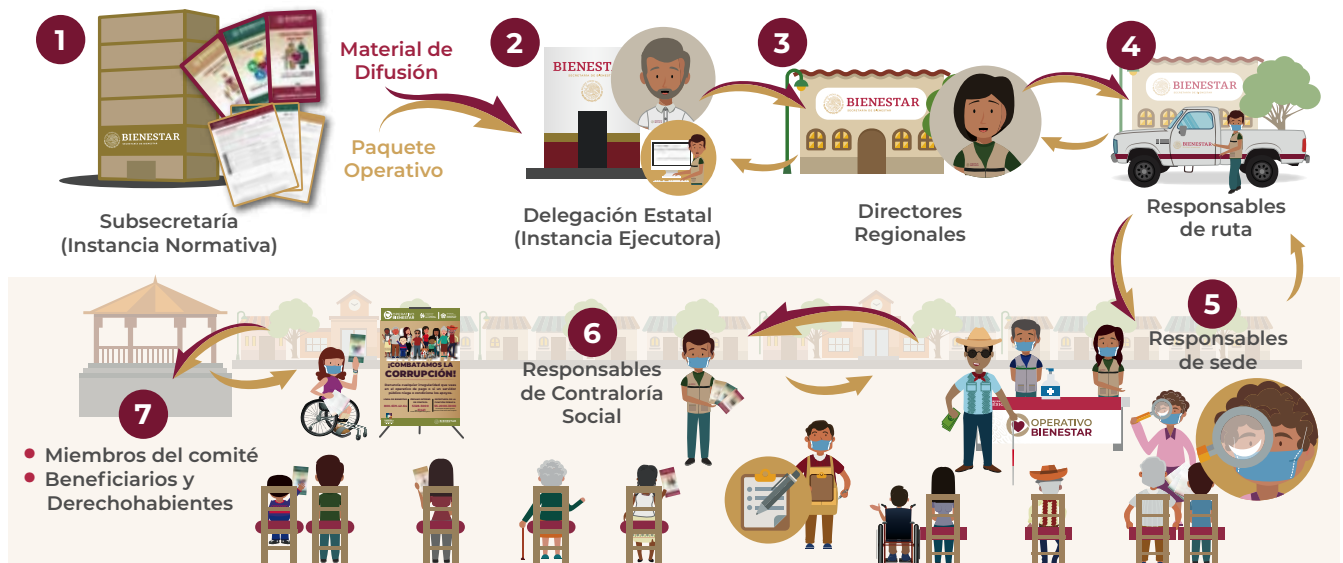 1
BIENESTAR
Subsecretaría
(Instancia Normativa)
Material de
Difusión
Paquete
Operativo
2
BIENESTAR
Delegación Estatal
(Instancia Ejecutora)
3
BIENESTAR
Directores
Regionales
4
BIENESTAR
BIENESTAR
Responsables
de ruta
5
Responsables
de sede
OPERATIVO
BIENESTAR
6
Responsables
de Contraloría
Social
¡COMBATAMOS LA
CORRUPCIÓN!
7
• Miembros del comité
• Beneficiarios y
Derechohabientes